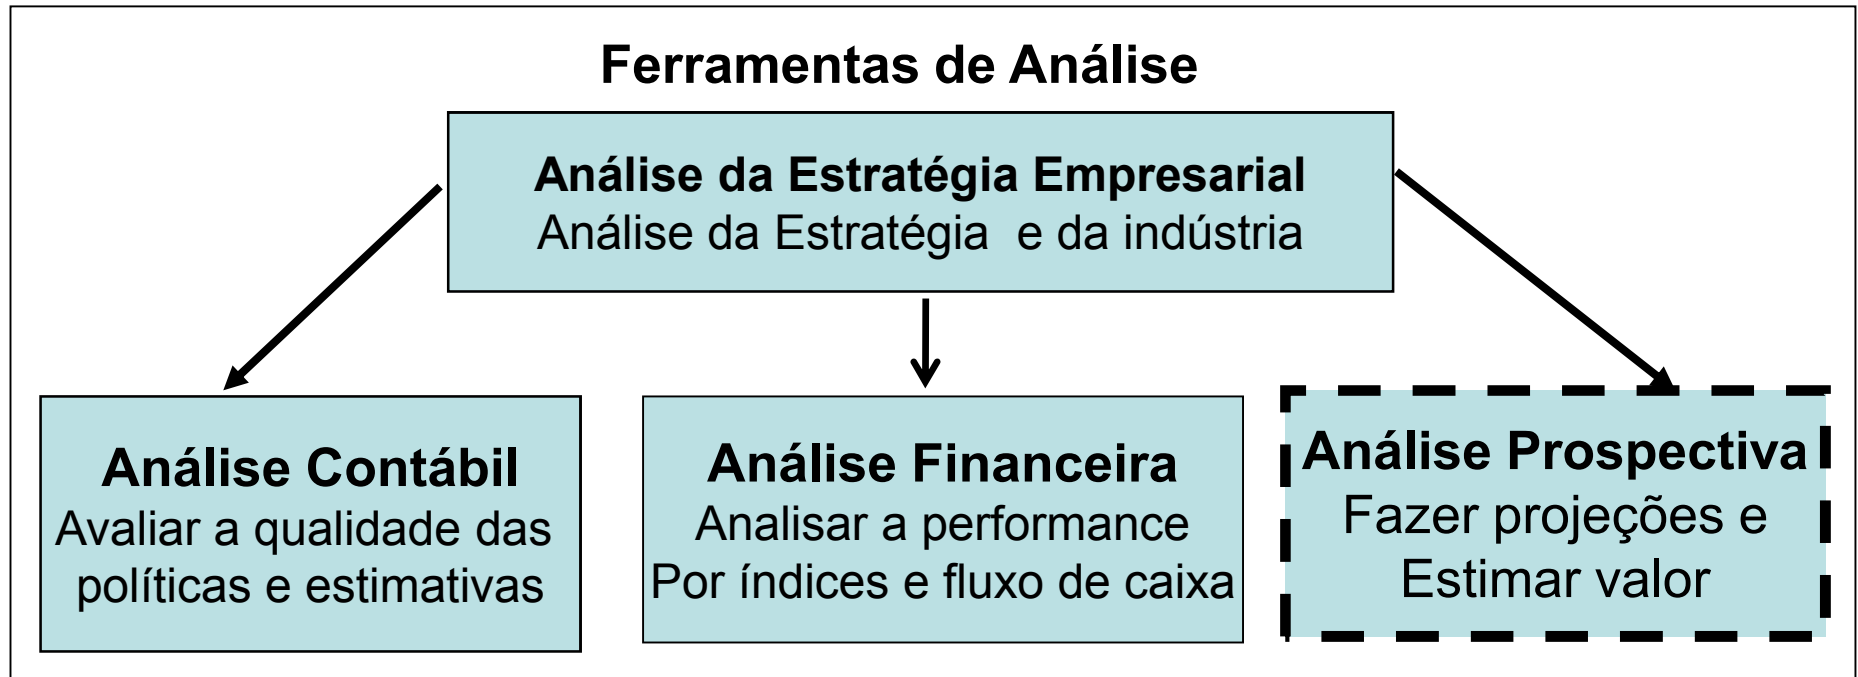 Ferramentas de Análise
Análise da Estratégia Empresarial
Análise da Estratégia e da indústria
Análise Contábil
Avaliar a qualidade das
políticas e estimativas
Análise Financeira
Analisar a performance
Por índices e fluxo de caixa
Análise Prospectiva
Fazer projeções e
Estimar valor